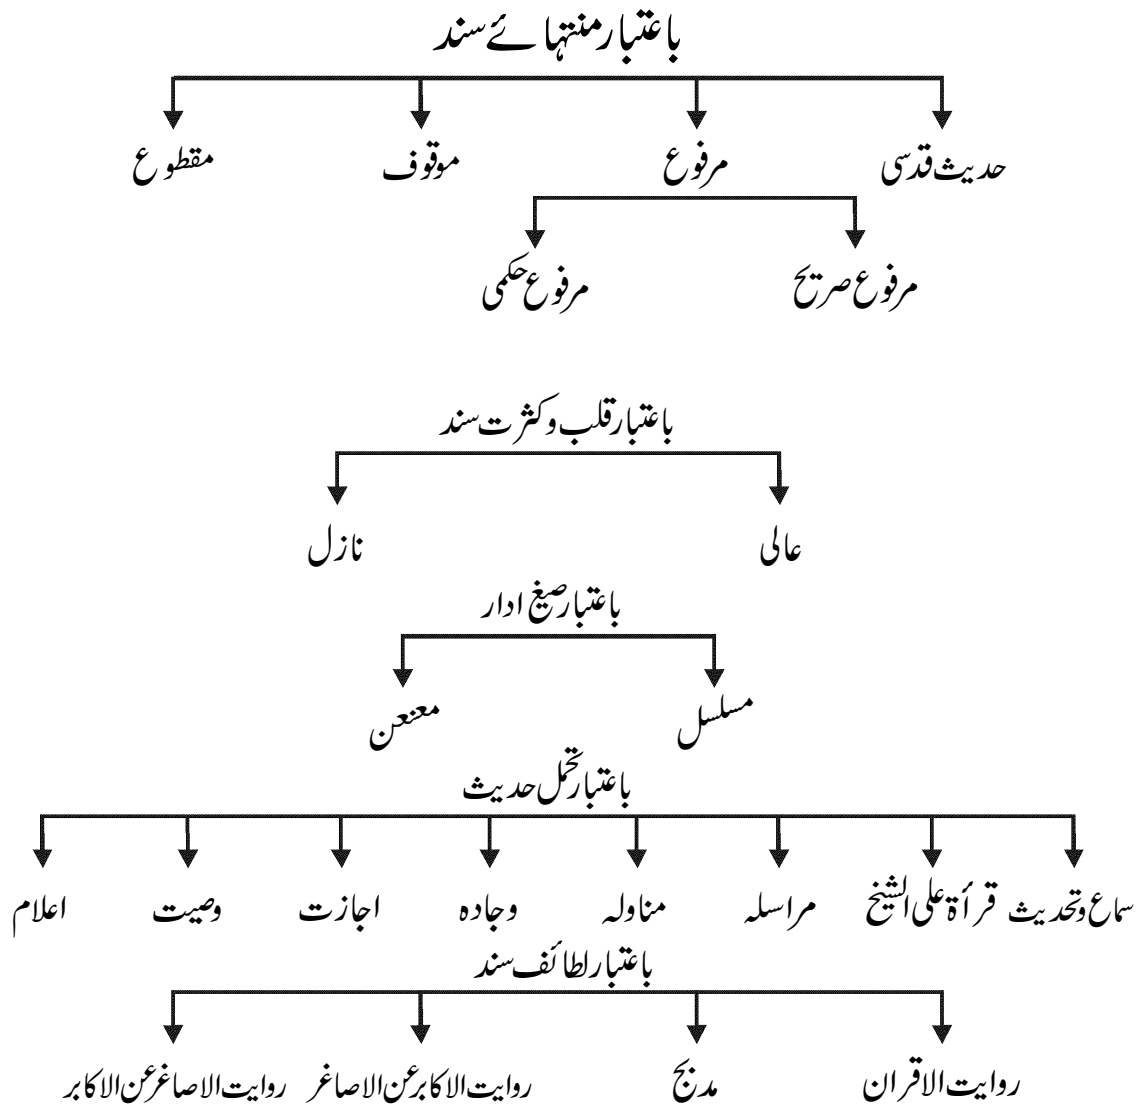 باعتبار منتہائے سند
حدیث قدسی مرفوع موقوف مقطوع
مرفوع صریح مرفوع حکمی
باعتبار قلب وکثرت سند
عالی نازل
باعتبار صیغ ادار
مسلسل معنعن
باعتبار تحمل حدیث
سماع وتحدیث قرأۃ علی الشیخ مراسلہ مناولہ وجادہ اجازت وصیت اعلام
باعتبار لطائف سند
روایت الاقران مدبج روایت الاکابر عن الاصاغر روایت الاصاغر عن الاکابر